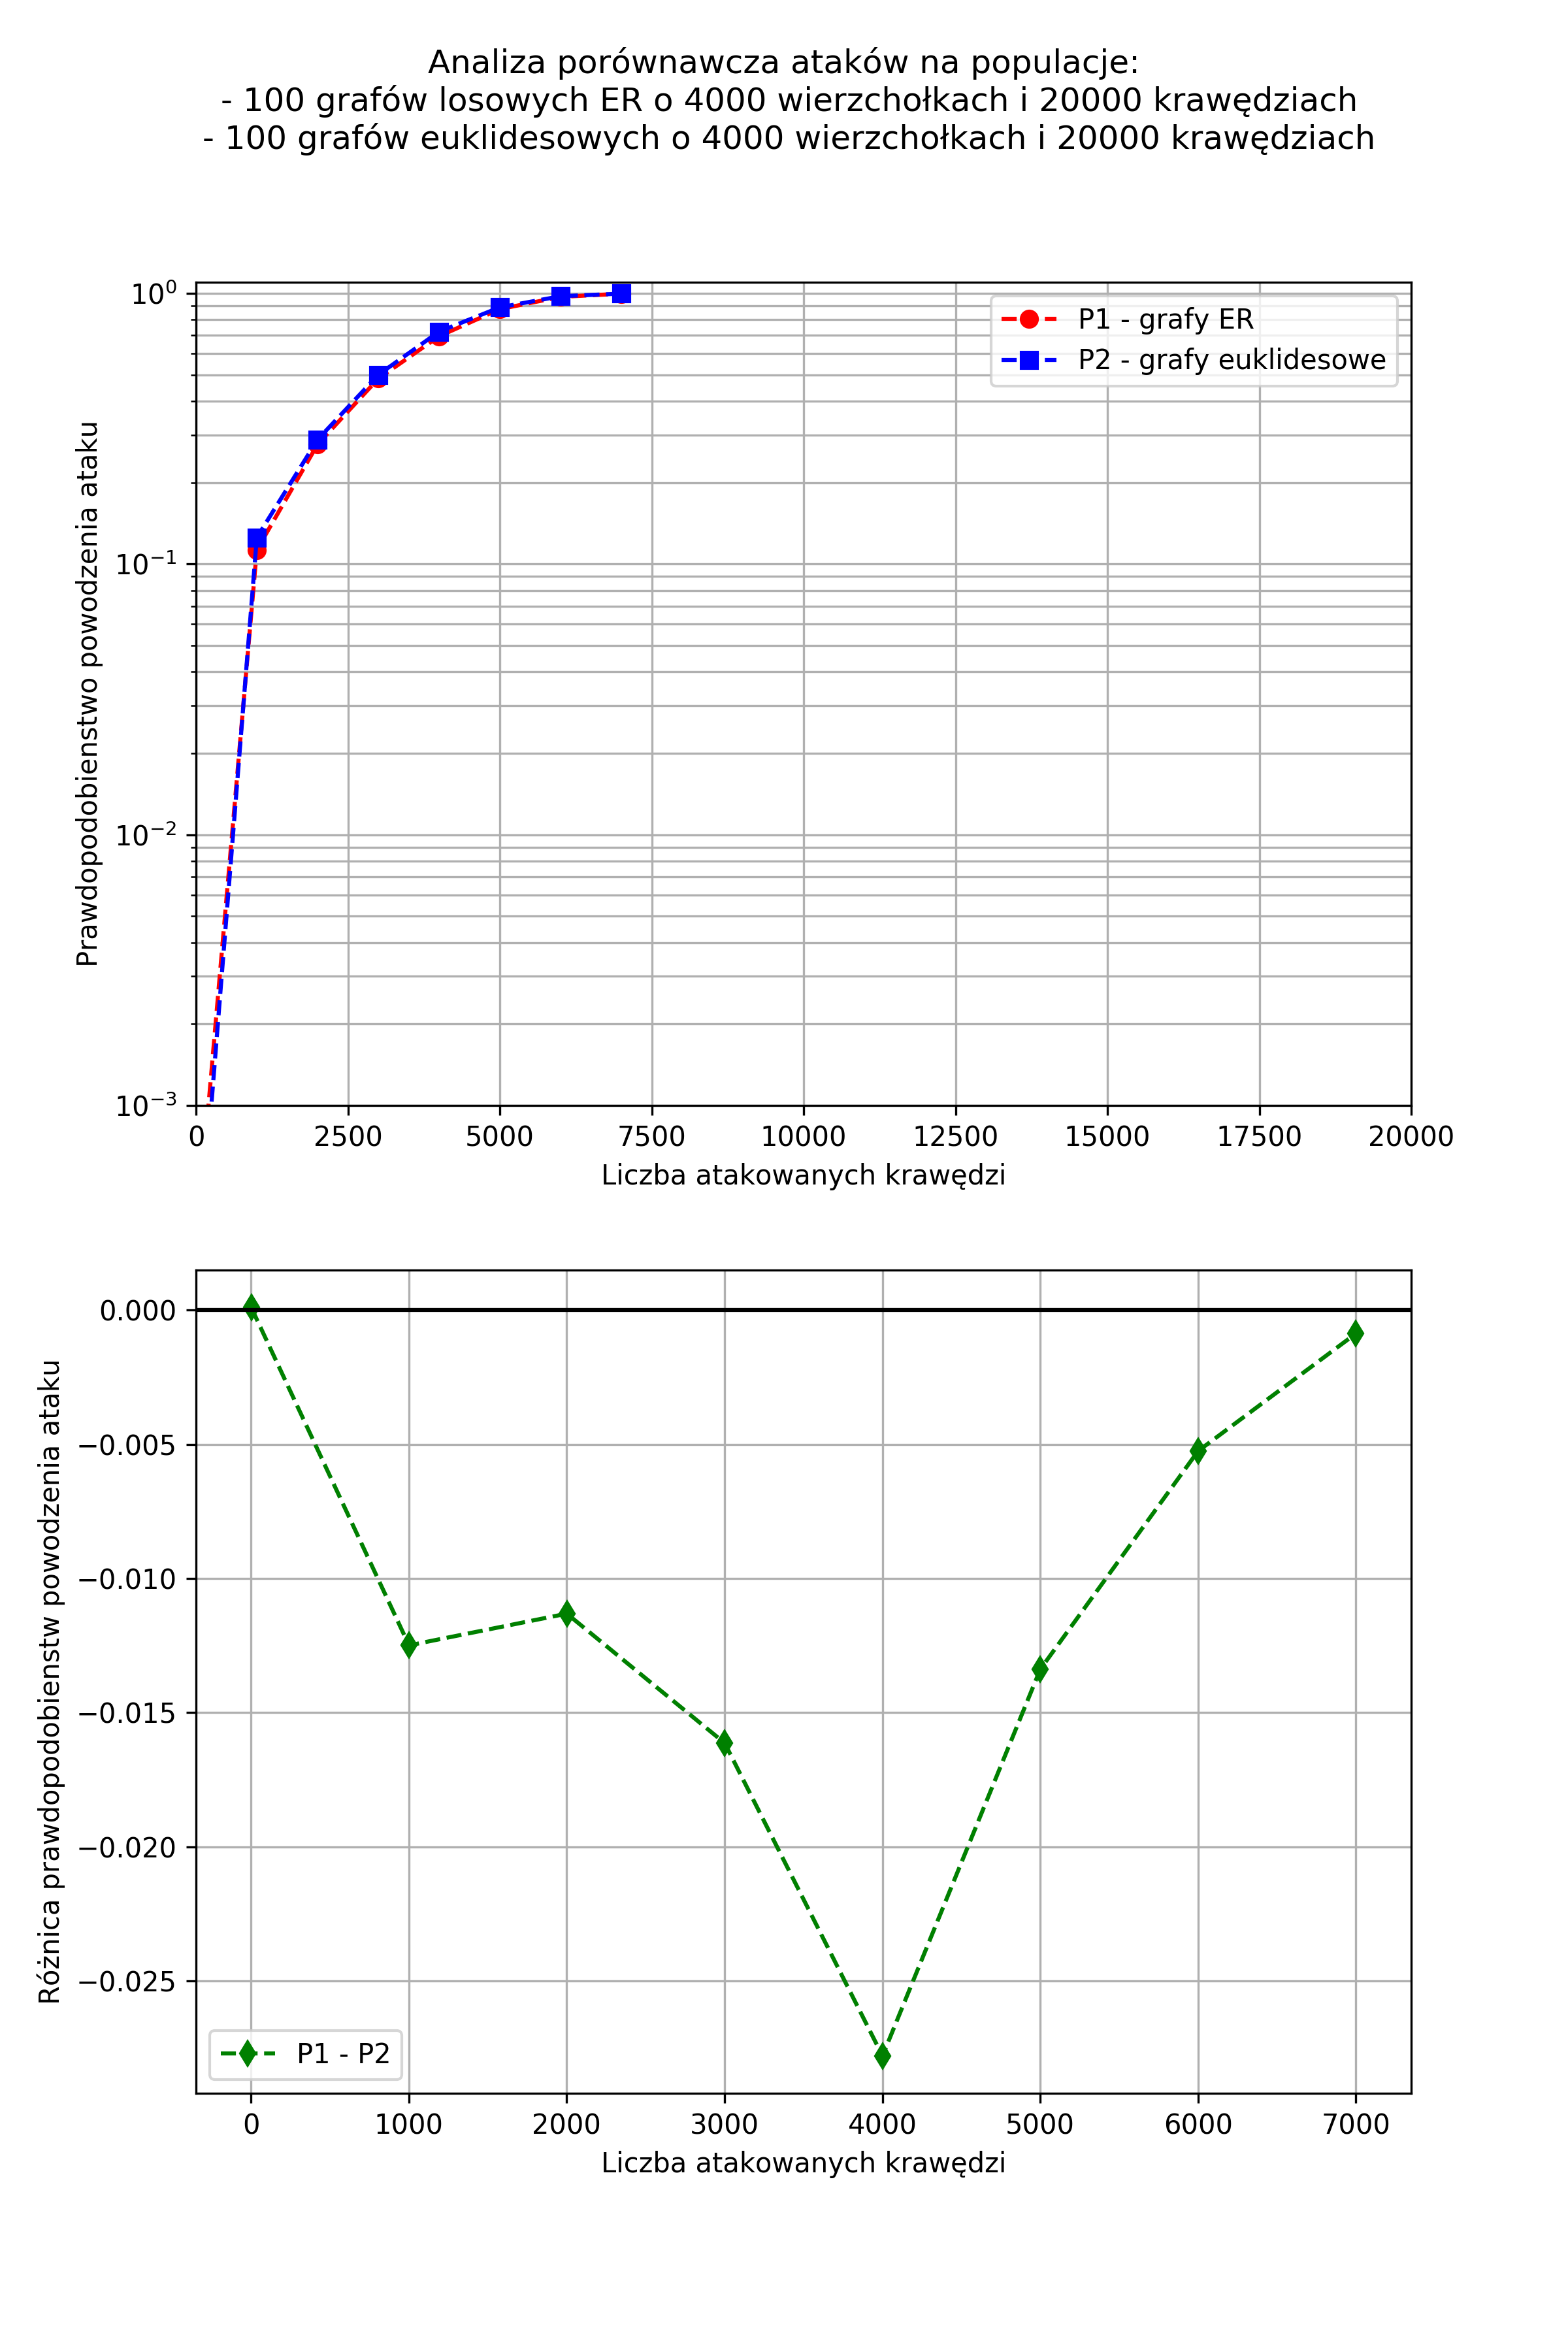 Analiza porównawcza ataków na populacje:
- 100 grafów losowych ER o 4000 wierzchołkach i 20000 krawędziach
- 100 grafów euklidesowych o 4000 wierzchołkach i 20000 krawędziach
10⁰
10⁻¹
10⁻²
10⁻³
Prawdopodobienstwo powodzenia ataku
P1 - grafy ER
P2 - grafy euklidesowe
0 2500 5000 7500 10000 12500 15000 17500 20000
Liczba atakowanych krawędzi
0.000
−0.005
−0.010
−0.015
−0.020
−0.025
Różnica prawdopodobienstw powodzenia ataku
P1 - P2
0 1000 2000 3000 4000 5000 6000 7000
Liczba atakowanych krawędzi